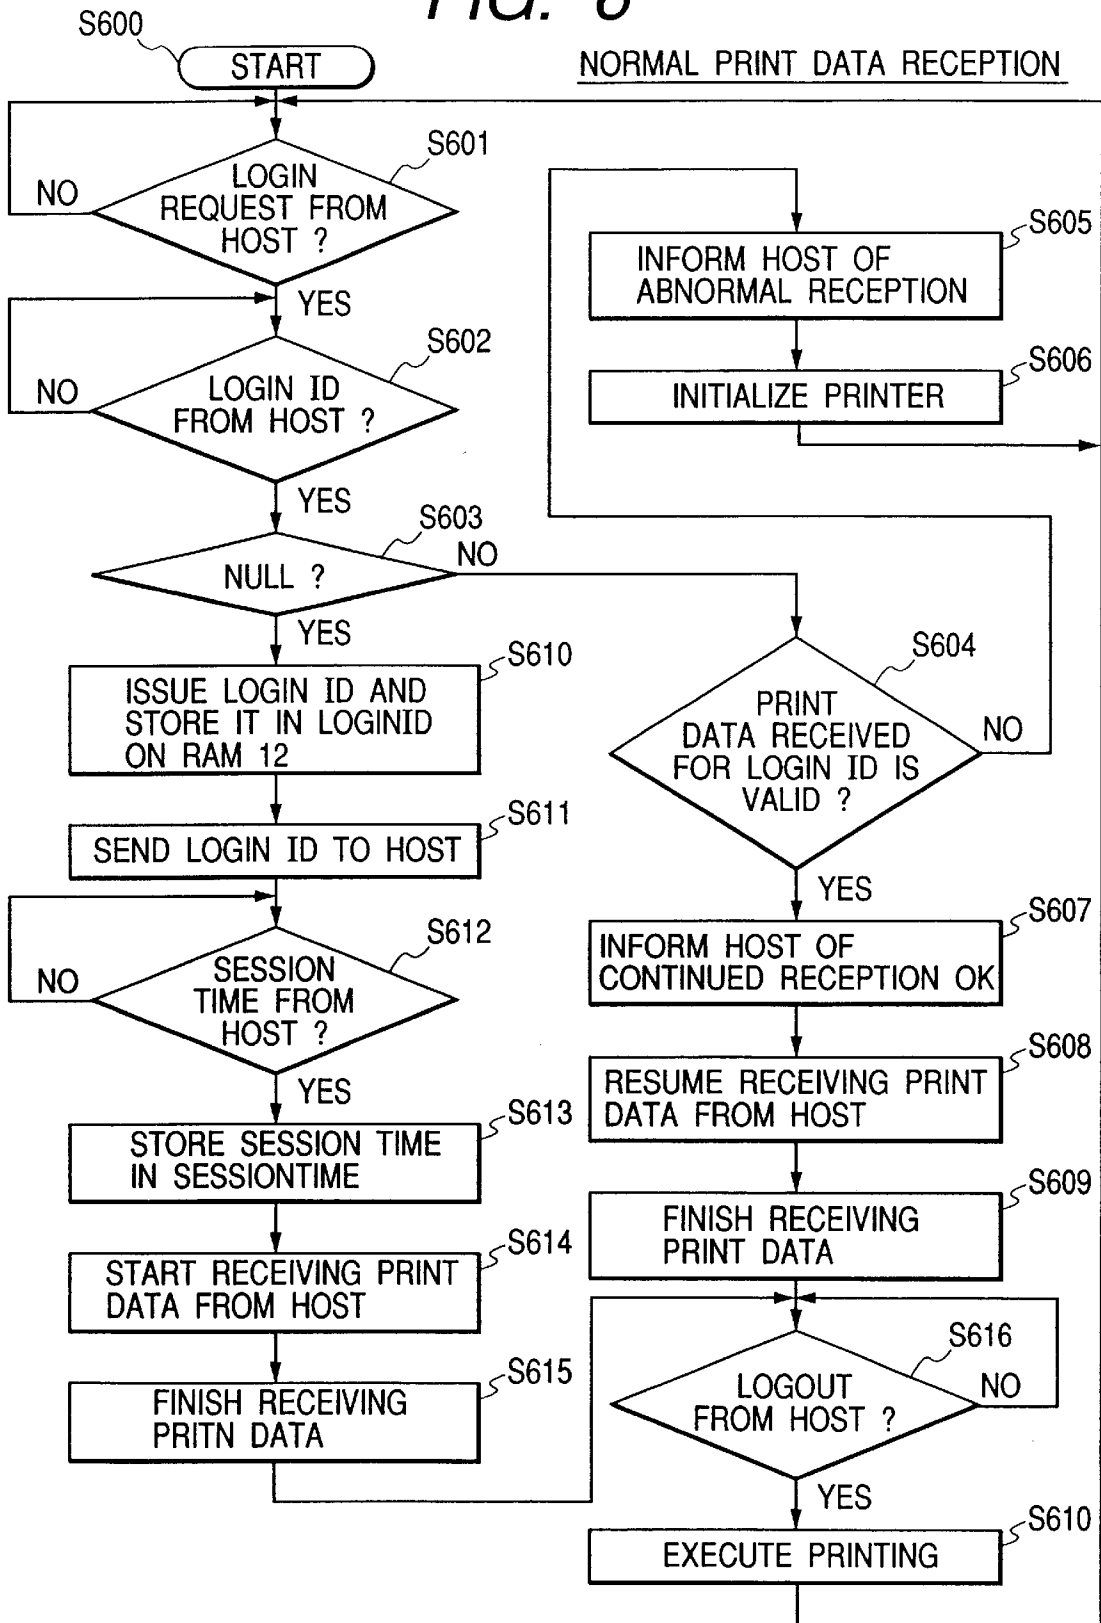 FIG. 6
S600
START
NORMAL PRINT DATA RECEPTION
S601
LOGIN
REQUEST FROM
HOST ?
NO
YES
S602
LOGIN ID
FROM HOST ?
NO
YES
S603
NULL ?
NO
YES
S610
ISSUE LOGIN ID AND
STORE IT IN LOGINID
ON RAM 12
S611
SEND LOGIN ID TO HOST
S612
SESSION
TIME FROM
HOST ?
NO
YES
S613
STORE SESSION TIME
IN SESSIONTIME
S614
START RECEIVING PRINT
DATA FROM HOST
S615
FINISH RECEIVING
PRITN DATA
S605
INFORM HOST OF
ABNORMAL RECEPTION
S606
INITIALIZE PRINTER
S604
PRINT
DATA RECEIVED
FOR LOGIN ID IS
VALID ?
NO
YES
S607
INFORM HOST OF
CONTINUED RECEPTION OK
S608
RESUME RECEIVING PRINT
DATA FROM HOST
S609
FINISH RECEIVING
PRINT DATA
S616
LOGOUT
FROM HOST ?
NO
YES
S610
EXECUTE PRINTING